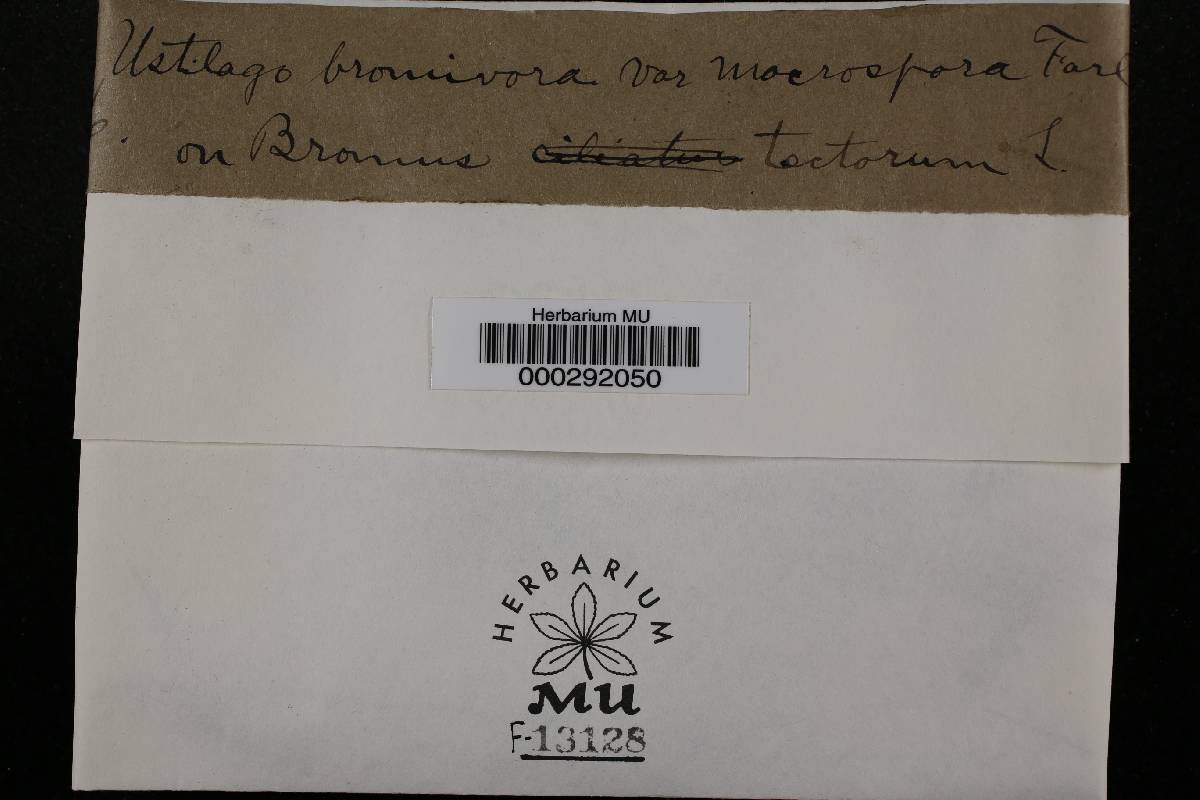 Ustilago bromivora var macrospora Farl
on Bromus ciliatus tectorum L.
Herbarium MU
000292050
HERBARIUM
MU
F-13128